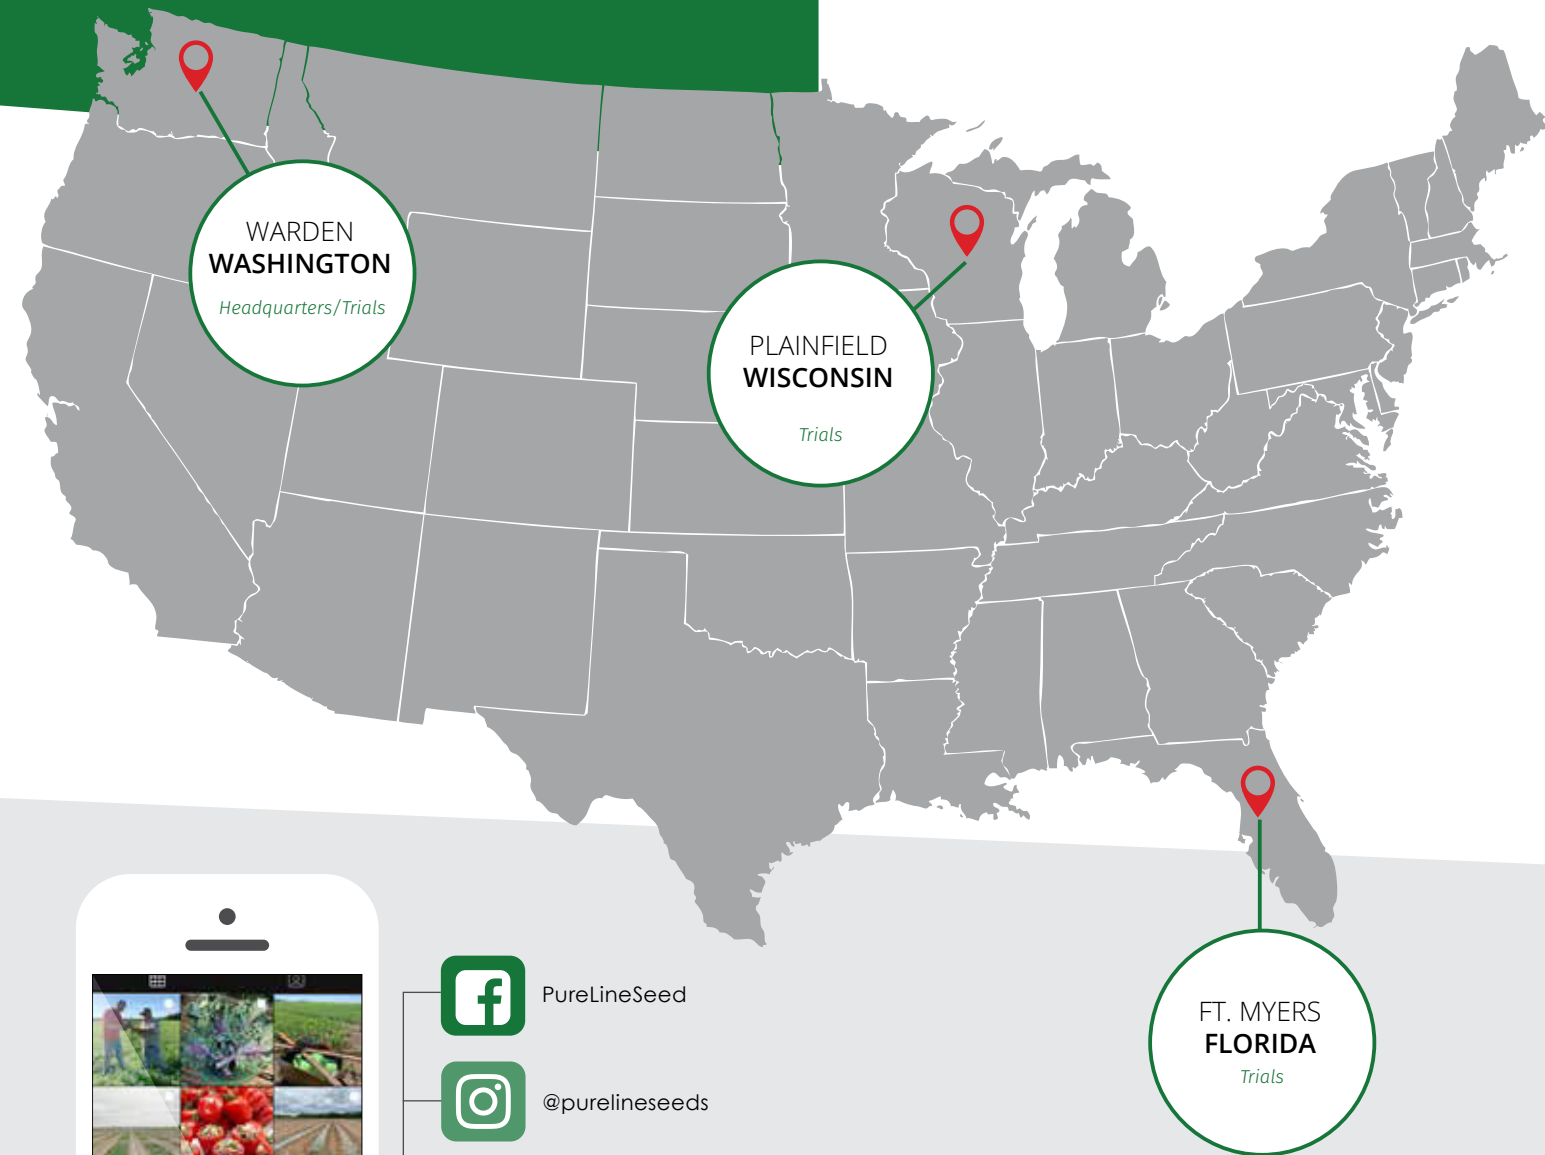 WARDEN
WASHINGTON
Headquarters/Trials
PLAINFIELD
WISCONSIN
Trials
FT. MYERS
FLORIDA
Trials
PureLineSeed
@purelineseeds